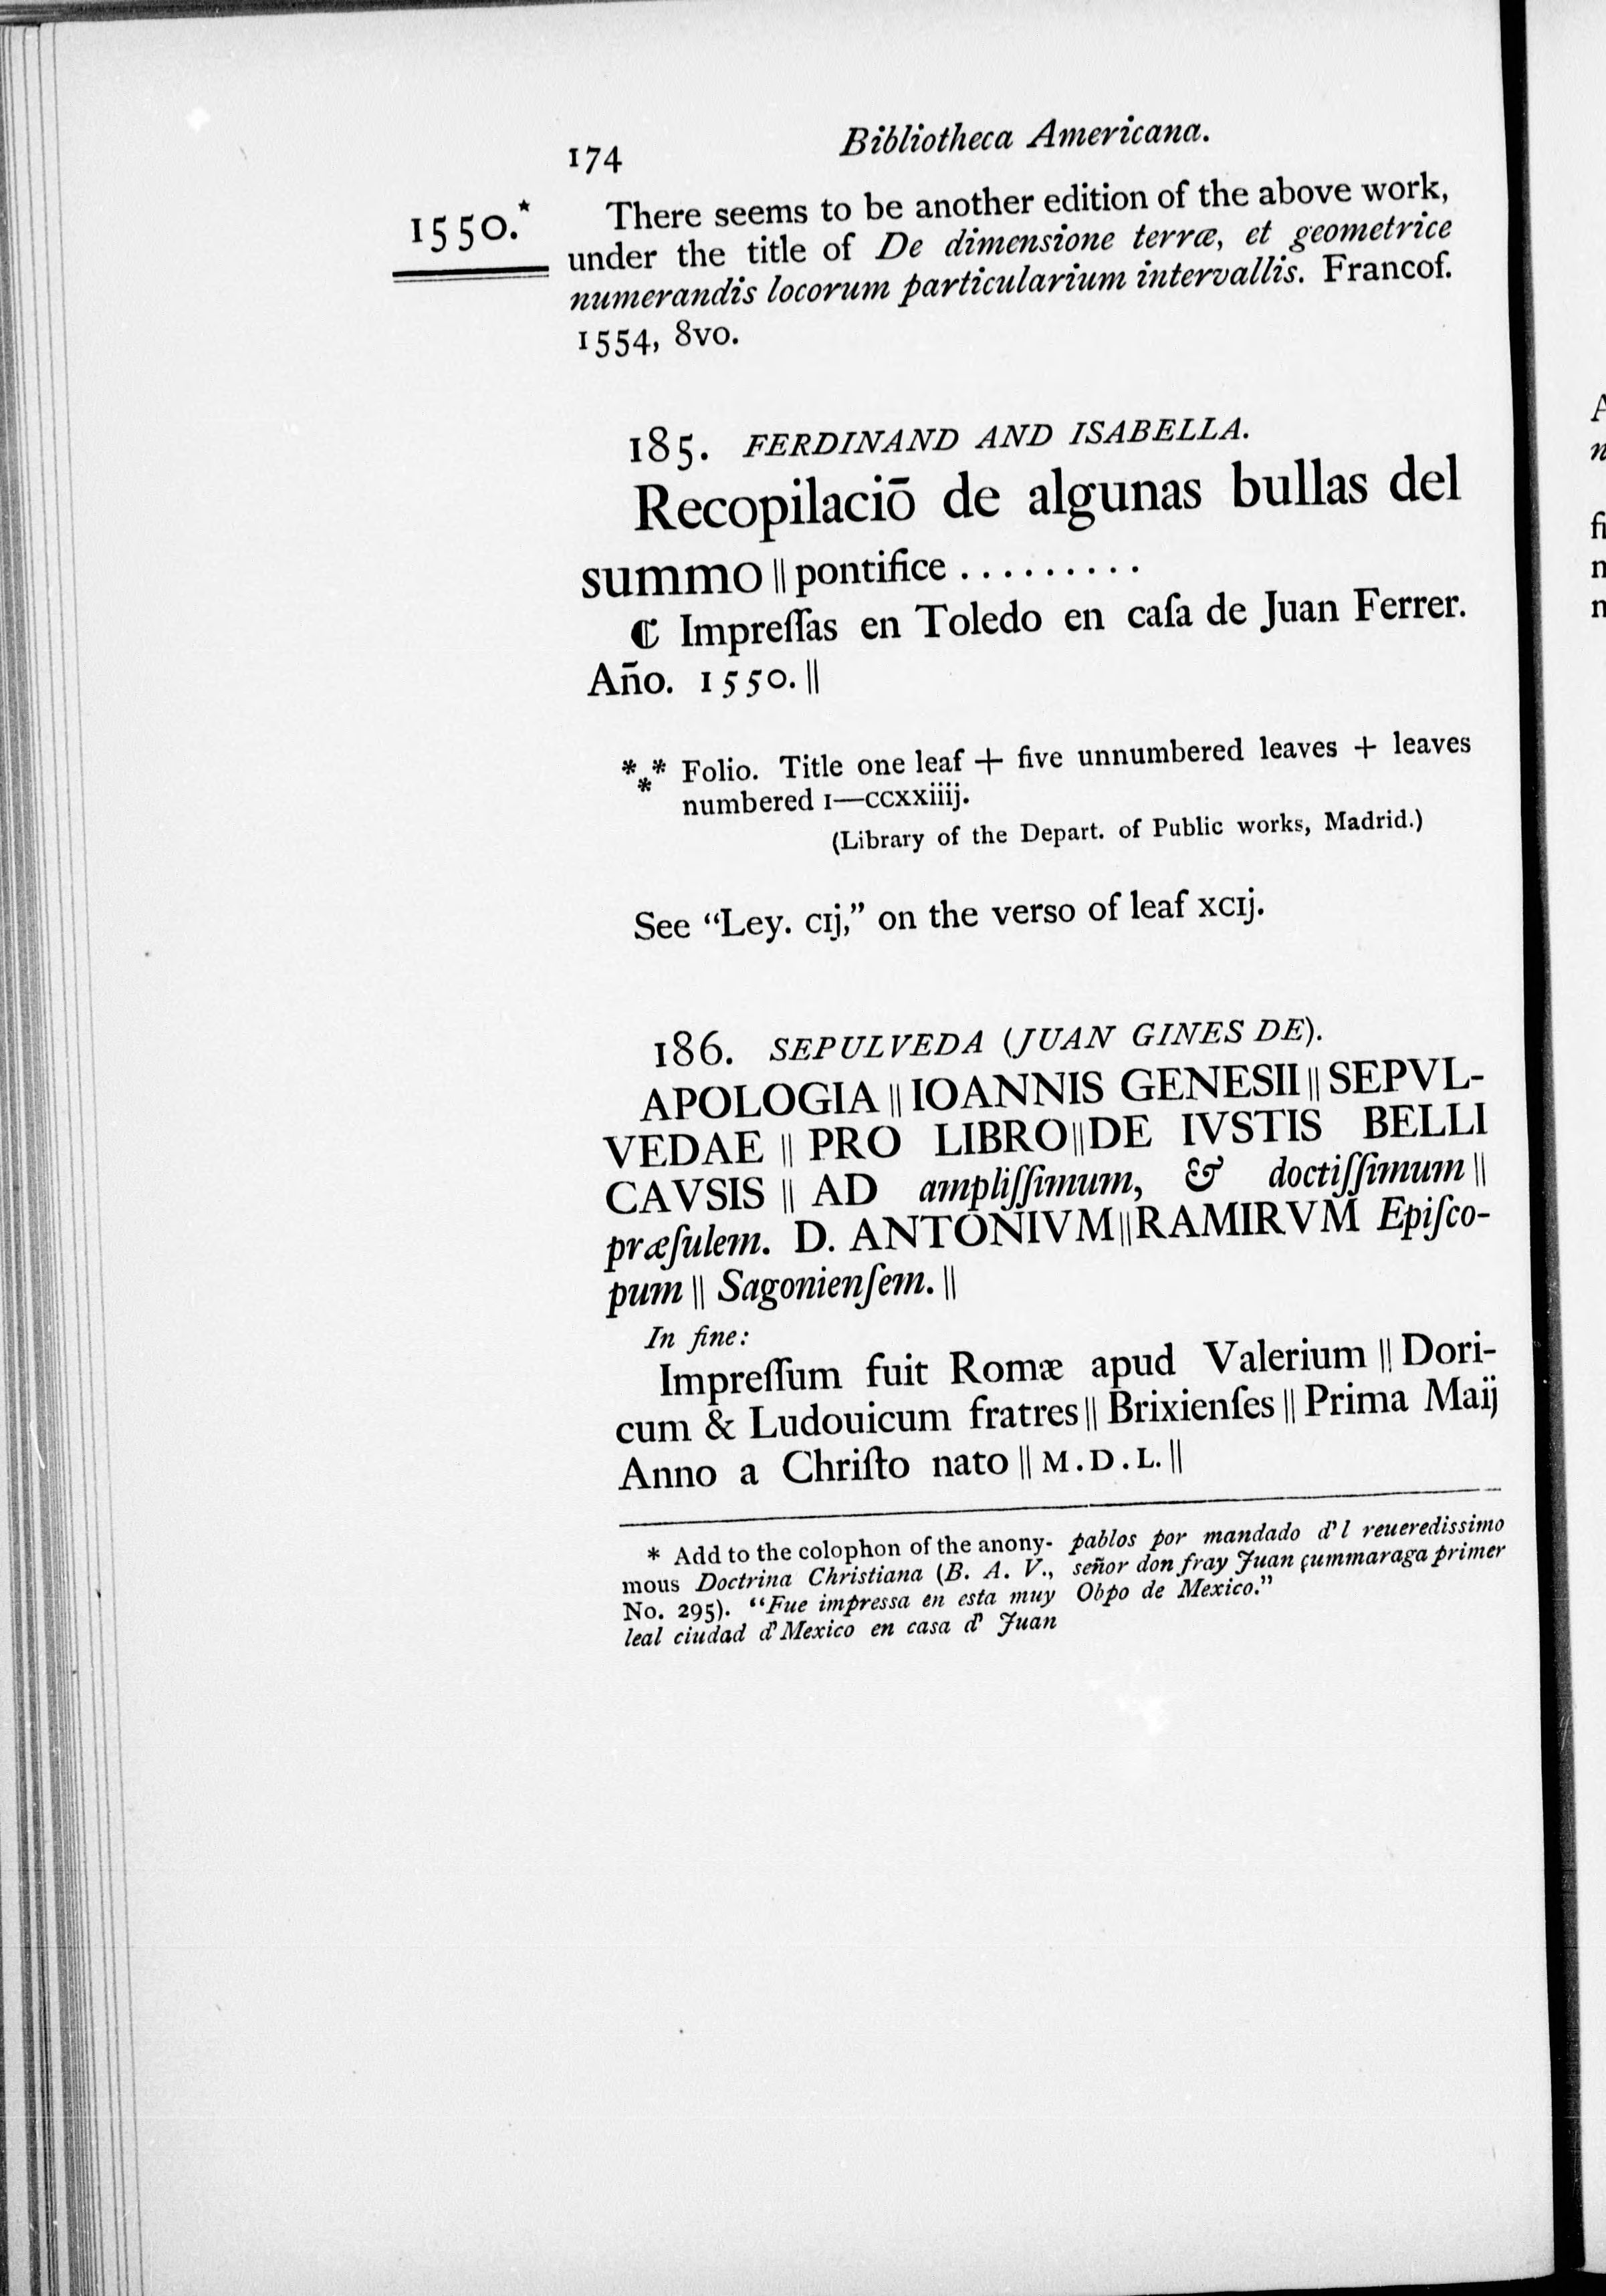 174
Bibliotheca Americana.
1550.*
There seems to be another edition of the above work,
under the title of De dimensione terræ, et geometrice
numerandis locorum particularium intervallis. Francof.
1554, 8vo.
185. FERDINAND AND ISABELLA.
Recopilaciō de algunas bullas del
summo || pontifice .........
₵ Impreſſas en Toledo en caſa de Juan Ferrer.
Año. 1550. ||
*⁎* Folio. Title one leaf + five unnumbered leaves + leaves
numbered I—ccxxiiij.
(Library of the Depart. of Public works, Madrid.)
See “Ley. cIj,” on the verso of leaf xcIj.
186. SEPULVEDA (JUAN GINES DE).
APOLOGIA || IOANNIS GENESII || SEPVL-
VEDAE || PRO LIBRO || DE IVSTIS BELLI
CAVSIS || AD ampliſſimum, & doctiſſimum ||
præſulem. D. ANTONIVM || RAMIRVM Epiſco-
pum || Sagonienſem. ||
In fine:
Impreſſum fuit Romæ apud Valerium || Dori-
cum & Ludouicum fratres || Brixienſes || Prima Maij
Anno a Chriſto nato || M.D.L. ||
* Add to the colophon of the anony-
mous Doctrina Christiana (B. A. V.,
No. 295). “Fue impressa en esta muy
leal ciudad d' Mexico en casa d' Juan
pablos por mandado d'l reueredissimo
señor don fray Juan çummaraga primer
Obpo de Mexico.”